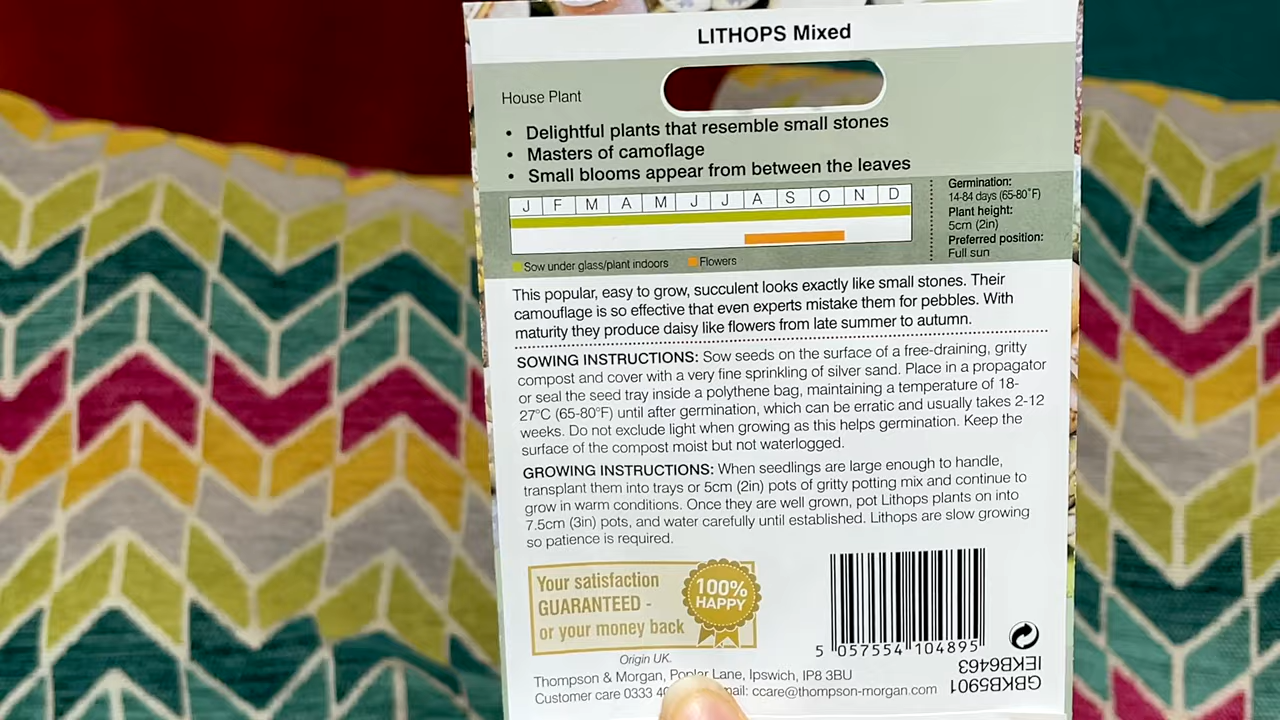 LITHOPS Mixed
House Plant
• Delightful plants that resemble small stones
• Masters of camoflage
• Small blooms appear from between the leaves
J F M A M J J A S O N D
Sow under glass/plant indoors Flowers
Germination:
14-84 days (65-80°F)
Plant height:
5cm (2in)
Preferred position:
Full sun
This popular, easy to grow, succulent looks exactly like small stones. Their
camouflage is so effective that even experts mistake them for pebbles. With
maturity they produce daisy like flowers from late summer to autumn.
SOWING INSTRUCTIONS: Sow seeds on the surface of a free-draining, gritty
compost and cover with a very fine sprinkling of silver sand. Place in a propagator
or seal the seed tray inside a polythene bag, maintaining a temperature of 18-
27°C (65-80°F) until after germination, which can be erratic and usually takes 2-12
weeks. Do not exclude light when growing as this helps germination. Keep the
surface of the compost moist but not waterlogged.
GROWING INSTRUCTIONS: When seedlings are large enough to handle,
transplant them into trays or 5cm (2in) pots of gritty potting mix and continue to
grow in warm conditions. Once they are well grown, pot Lithops plants on into
7.5cm (3in) pots, and water carefully until established. Lithops are slow growing
so patience is required.
Your satisfaction
GUARANTEED -
or your money back
100%
HAPPY
5 057554 104895
GBKB5901
IEKB6463
Origin UK.
Thompson & Morgan, Poplar Lane, Ipswich, IP8 3BU
Customer care 0333 mail: ccare@thompson-morgan.com